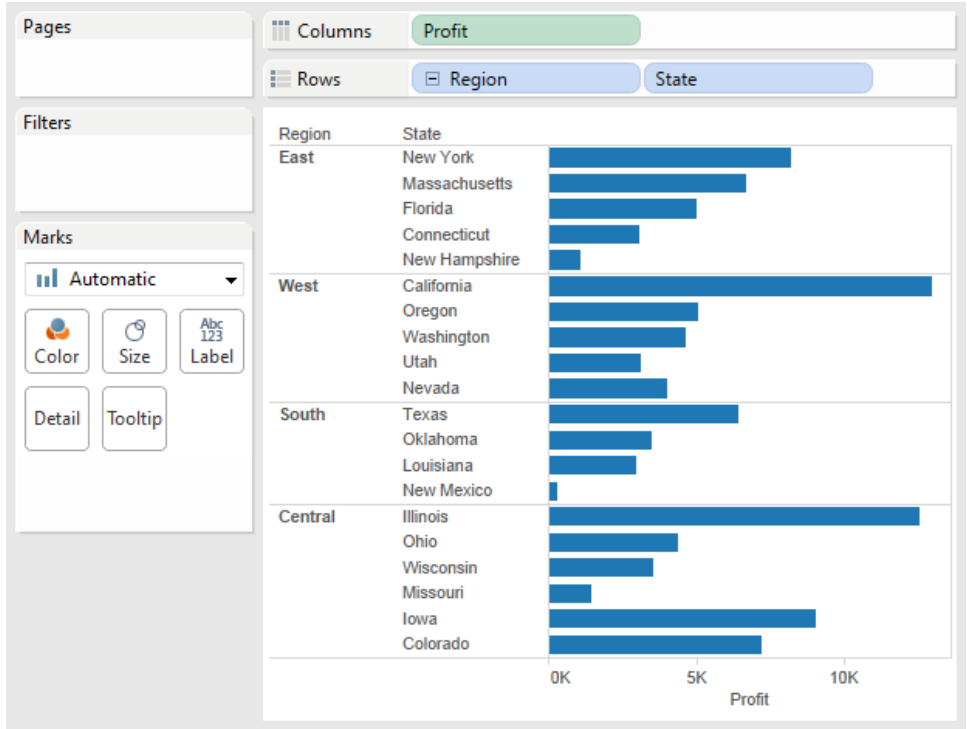 Pages
Columns Profit
Rows Region State
Filters
Marks
Automatic
Color
Size
Abc
123
Label
Detail
Tooltip
Region State
East New York
Massachusetts
Florida
Connecticut
New Hampshire
West California
Oregon
Washington
Utah
Nevada
South Texas
Oklahoma
Louisiana
New Mexico
Central Illinois
Ohio
Wisconsin
Missouri
Iowa
Colorado
0K 5K 10K
Profit